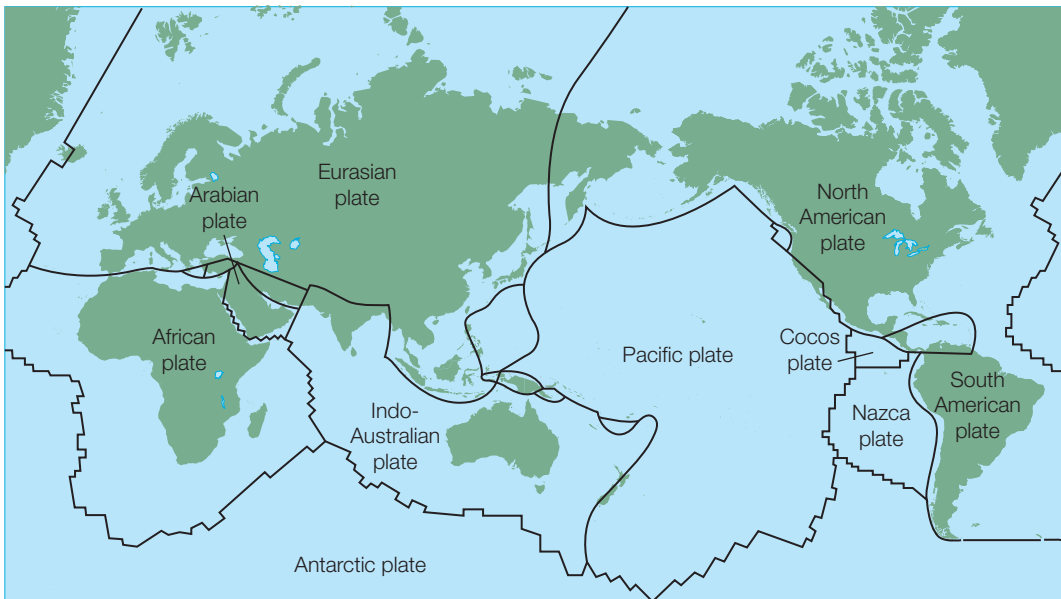 Eurasian
plate
Arabian
plate
North
American
plate
African
plate
Pacific plate
Cocos
plate
South
American
plate
Indo-
Australian
plate
Nazca
plate
Antarctic plate